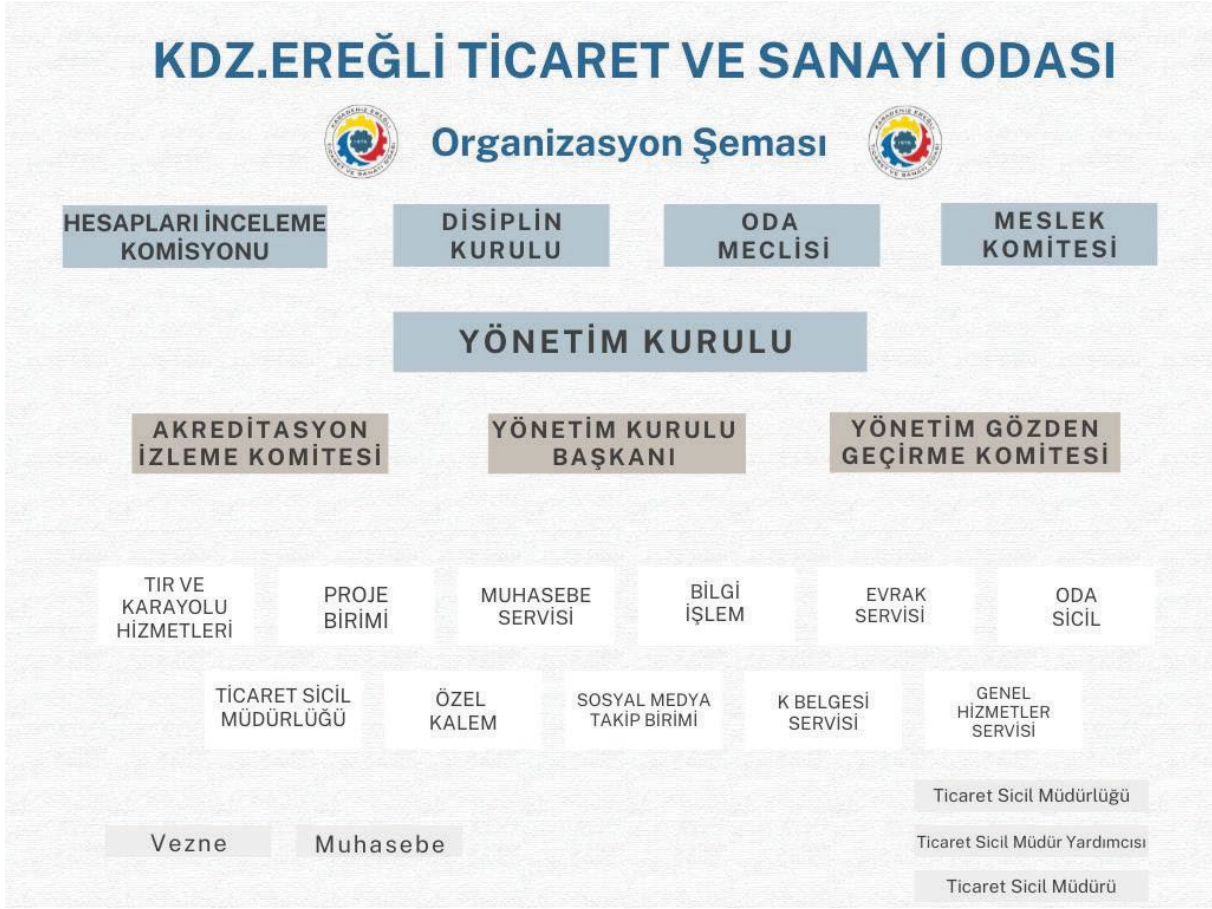 KDZ.EREĞLİ TİCARET VE SANAYİ ODASI
Organizasyon Şeması
HESAPLARI İNCELEME
KOMİSYONU
DİSİPLİN
KURULU
ODA
MECLİSİ
MESLEK
KOMİTESİ
YÖNETİM KURULU
AKREDİTASYON
İZLEME KOMİTESİ
YÖNETİM KURULU
BAŞKANI
YÖNETİM GÖZDEN
GEÇİRME KOMİTESİ
TIR VE
KARAYOLU
HİZMETLERİ
PROJE
BİRİMİ
MUHASEBE
SERVİSİ
BİLGİ
İŞLEM
EVRAK
SERVİSİ
ODA
SİCİL
TİCARET SİCİL
MÜDÜRLÜĞÜ
ÖZEL
KALEM
SOSYAL MEDYA
TAKİP BİRİMİ
K BELGESİ
SERVİSİ
GENEL
HİZMETLER
SERVİSİ
Vezne
Muhasebe
Ticaret Sicil Müdürlüğü
Ticaret Sicil Müdür Yardımcısı
Ticaret Sicil Müdürü